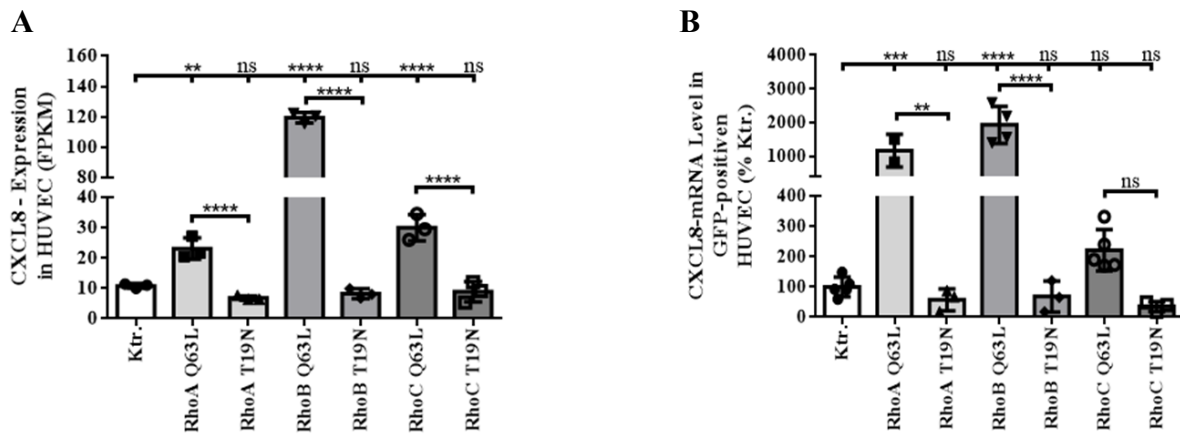 A
CXCL8 - Expression
in HUVEC (FPKM)
160
140
120
100
80
40
30
20
10
0
** ns **** ns **** ns
****
****
****
Ktr.
RhoA Q63L
RhoA T19N
RhoB Q63L
RhoB T19N
RhoC Q63L
RhoC T19N
B
CXCL8-mRNA Level in
GFP-positiven
HUVEC (% Ktr.)
4000
3000
2000
1000
400
300
200
100
0
*** ns **** ns ns ns
****
**
ns
Ktr.
RhoA Q63L
RhoA T19N
RhoB Q63L
RhoB T19N
RhoC Q63L
RhoC T19N